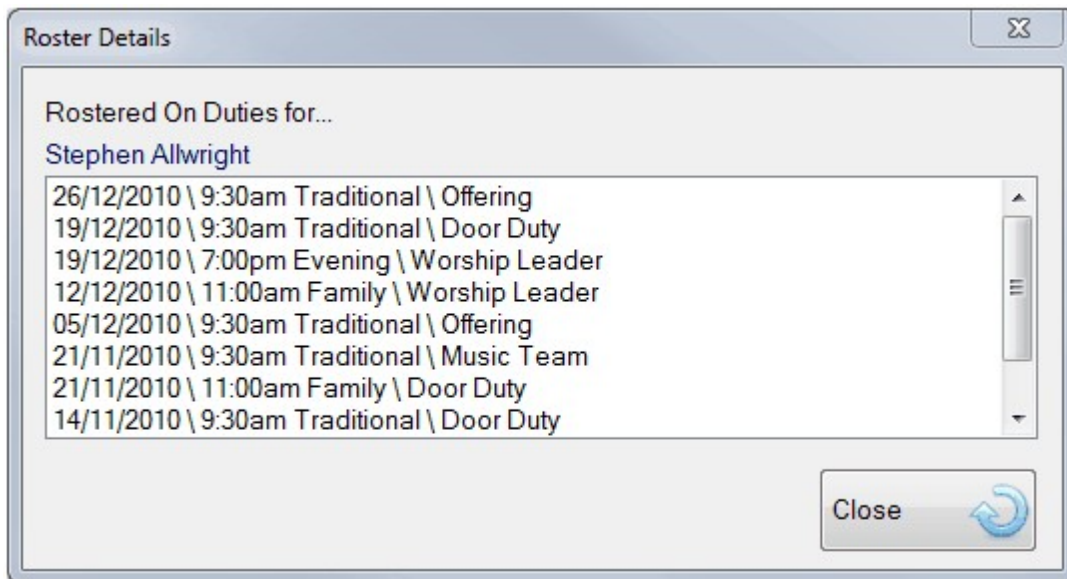 Roster Details
Rostered On Duties for...
Stephen Allwright
26/12/2010 \ 9:30am Traditional \ Offering
19/12/2010 \ 9:30am Traditional \ Door Duty
19/12/2010 \ 7:00pm Evening \ Worship Leader
12/12/2010 \ 11:00am Family \ Worship Leader
05/12/2010 \ 9:30am Traditional \ Offering
21/11/2010 \ 9:30am Traditional \ Music Team
21/11/2010 \ 11:00am Family \ Door Duty
14/11/2010 \ 9:30am Traditional \ Door Duty
Close